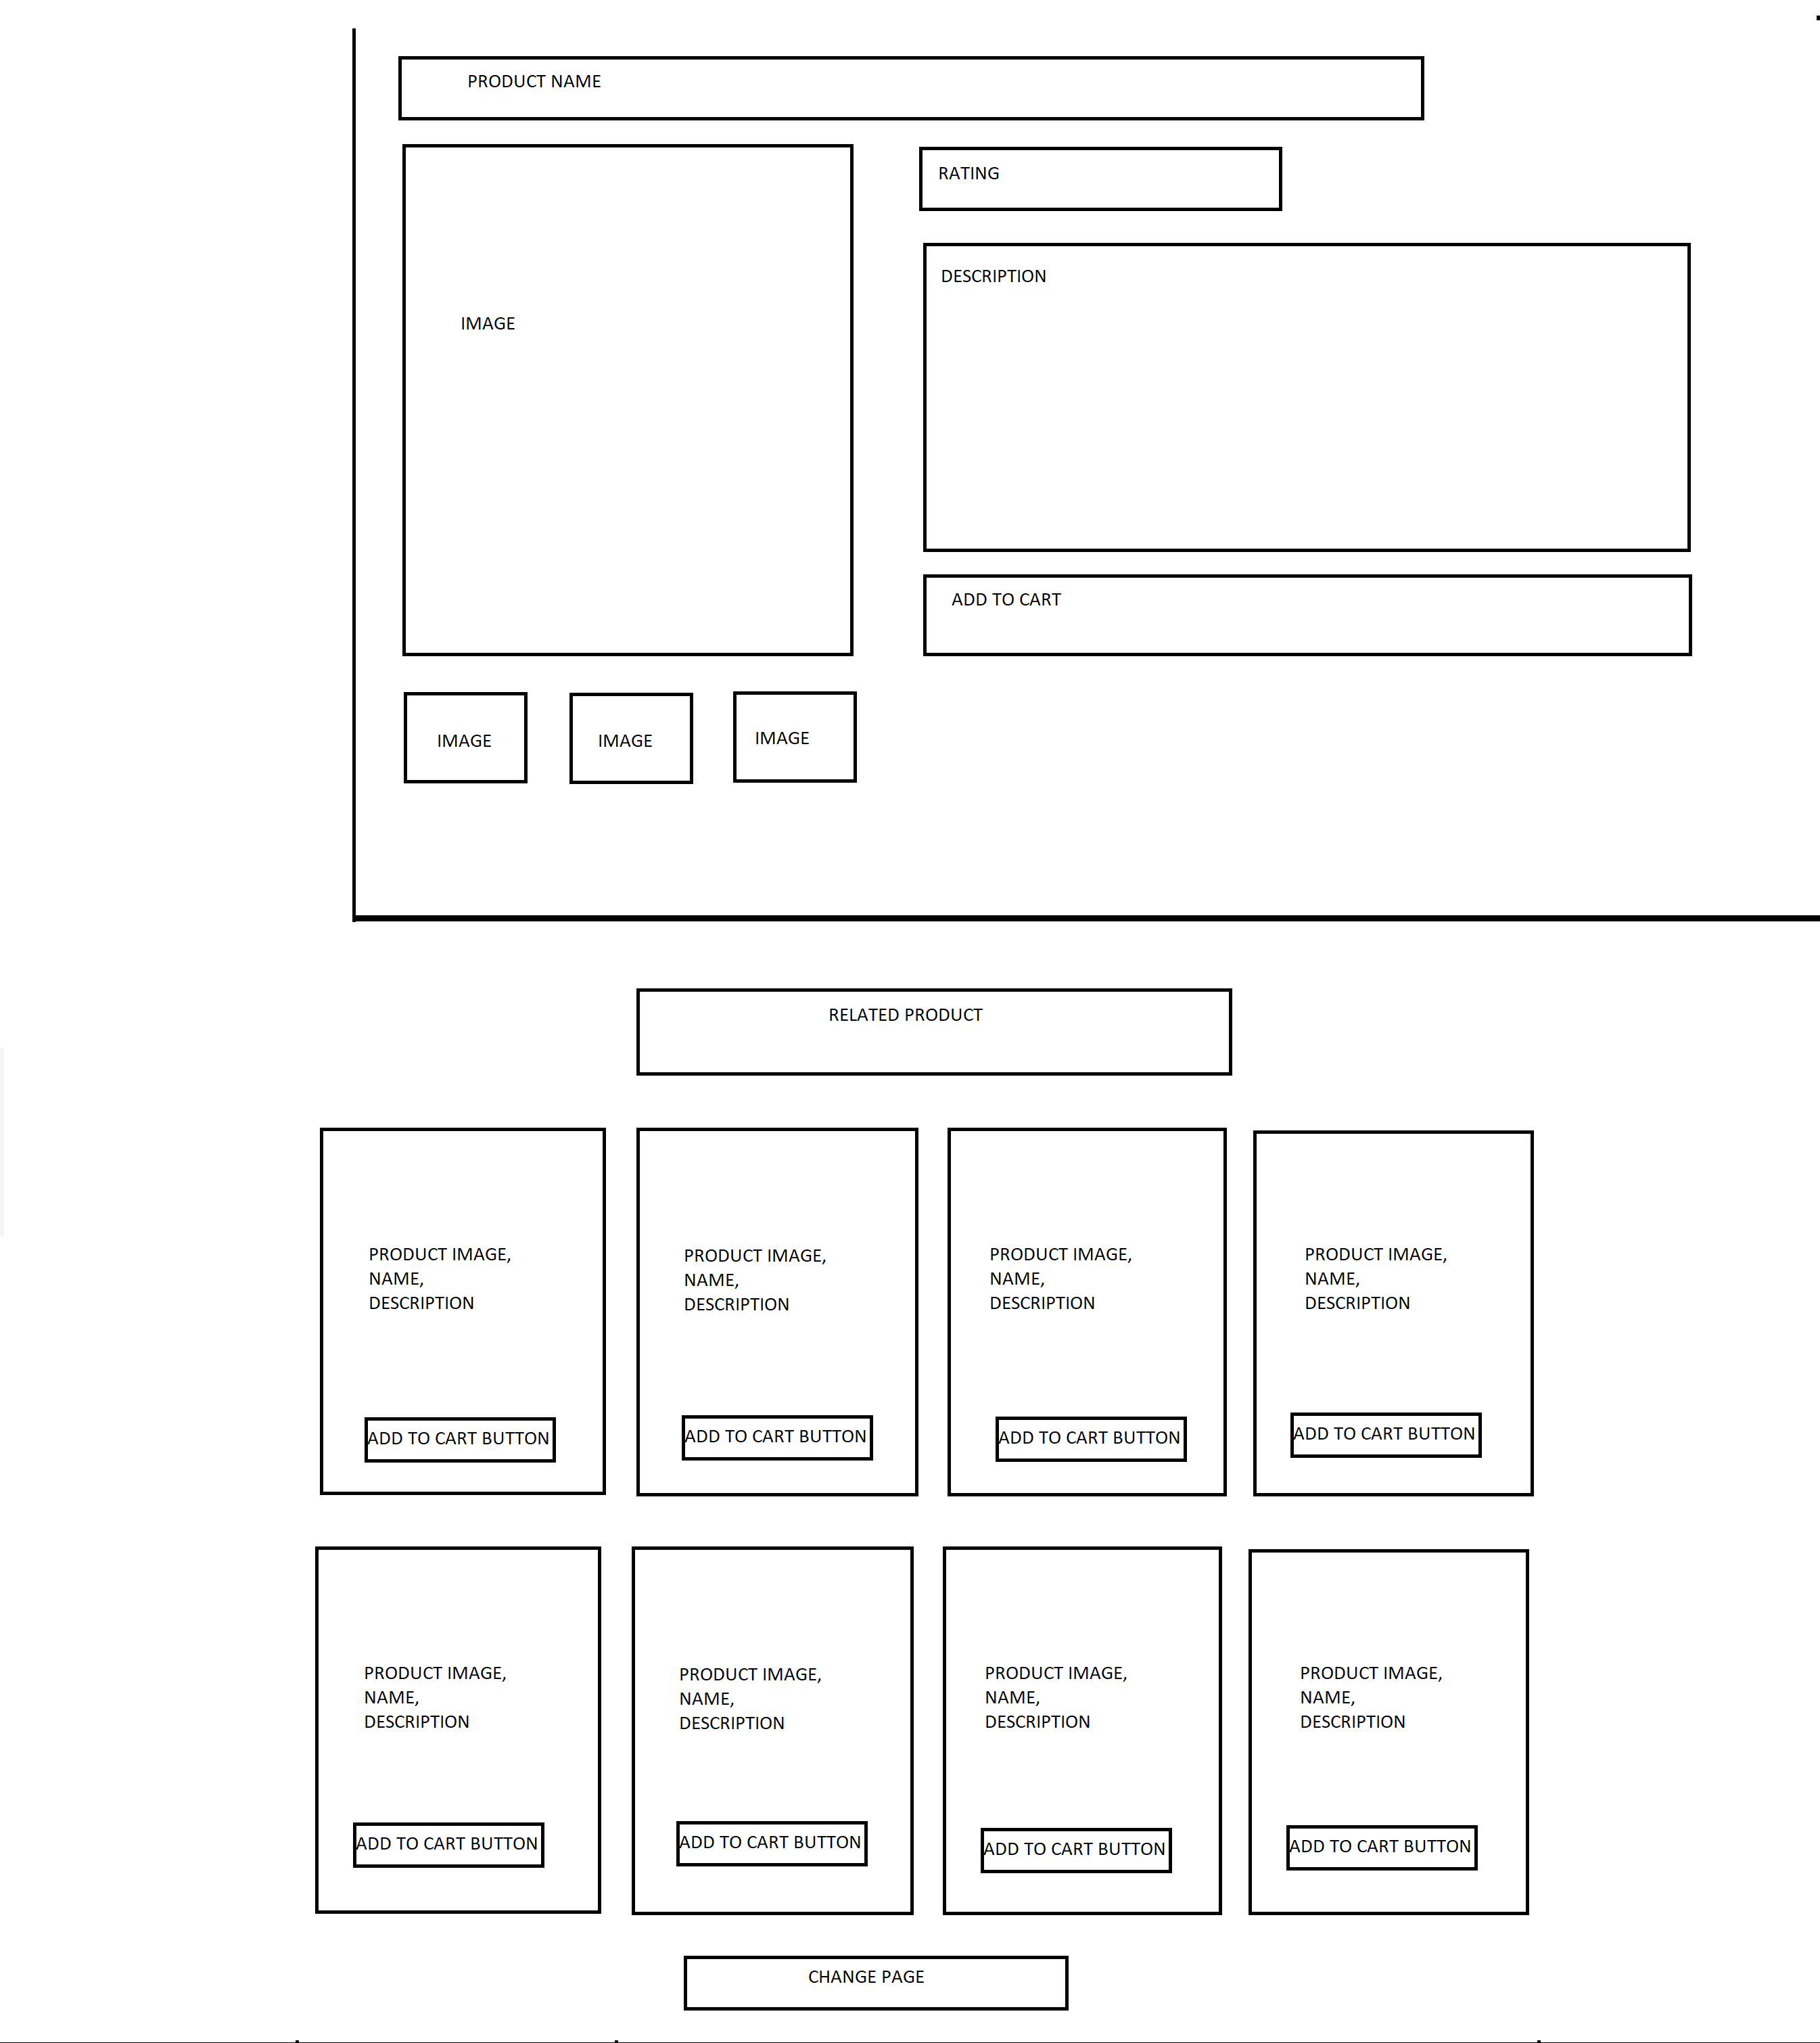 PRODUCT NAME
RATING
DESCRIPTION
IMAGE
ADD TO CART
IMAGE
IMAGE
IMAGE
RELATED PRODUCT
PRODUCT IMAGE,
NAME,
DESCRIPTION
ADD TO CART BUTTON
PRODUCT IMAGE,
NAME,
DESCRIPTION
ADD TO CART BUTTON
PRODUCT IMAGE,
NAME,
DESCRIPTION
ADD TO CART BUTTON
PRODUCT IMAGE,
NAME,
DESCRIPTION
ADD TO CART BUTTON
PRODUCT IMAGE,
NAME,
DESCRIPTION
ADD TO CART BUTTON
PRODUCT IMAGE,
NAME,
DESCRIPTION
ADD TO CART BUTTON
PRODUCT IMAGE,
NAME,
DESCRIPTION
ADD TO CART BUTTON
PRODUCT IMAGE,
NAME,
DESCRIPTION
ADD TO CART BUTTON
CHANGE PAGE